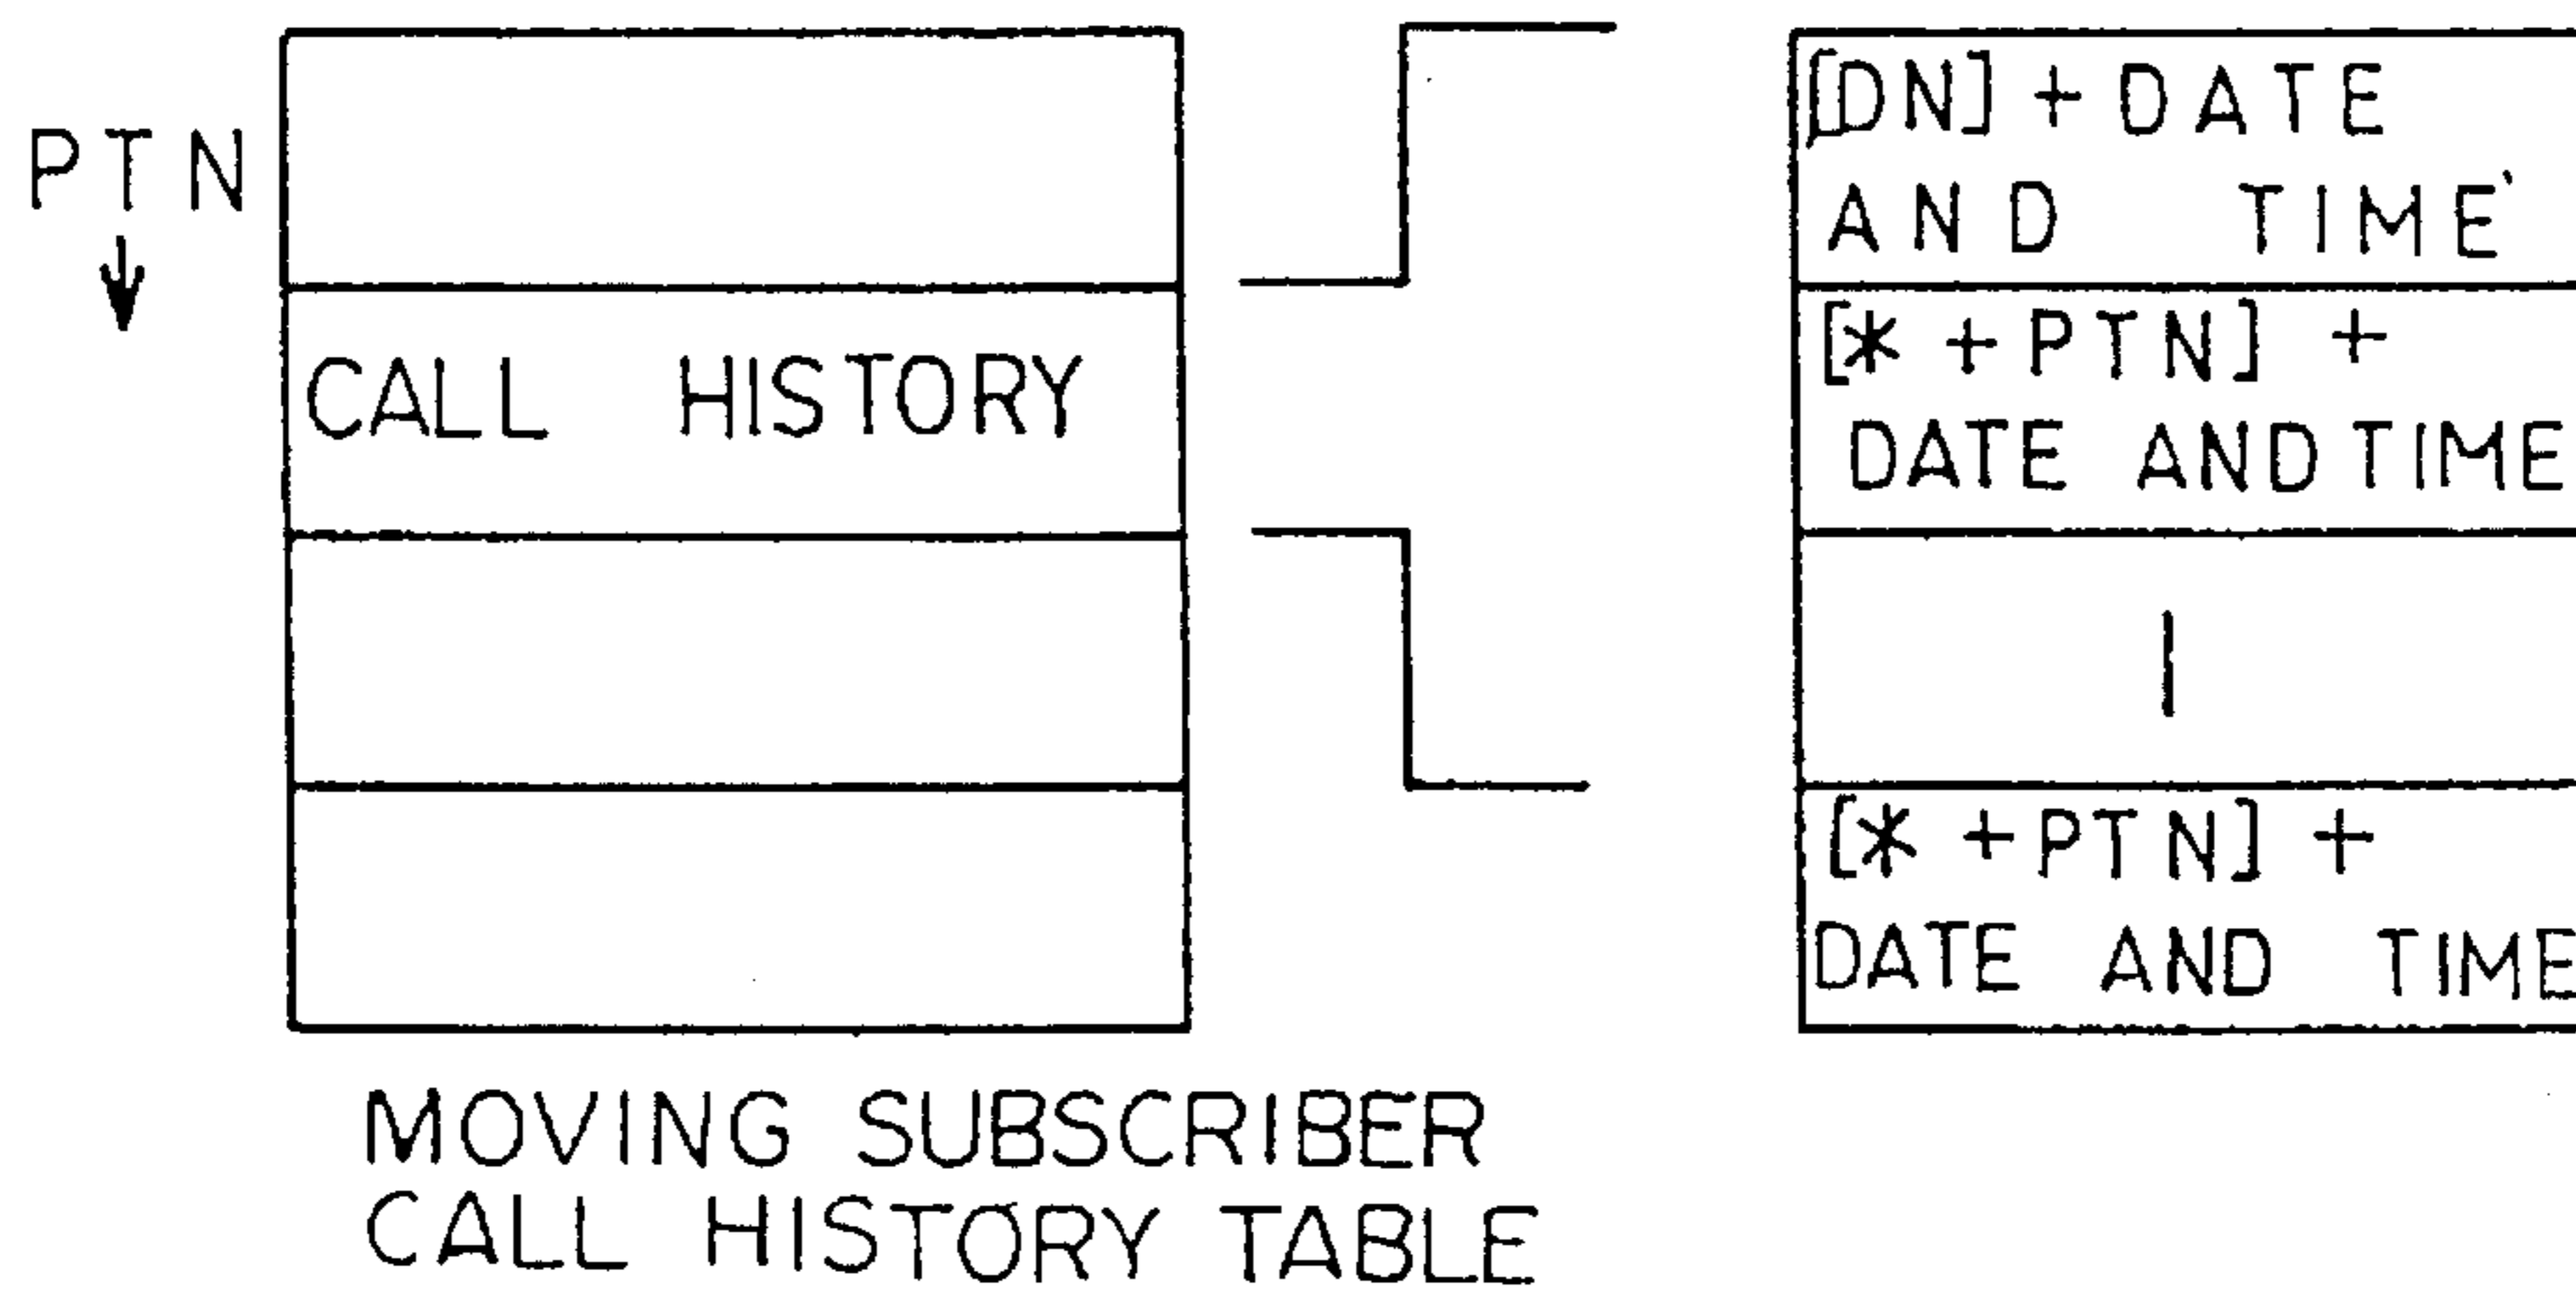 PTN
CALL HISTORY
[DN] + DATE
AND TIME
[* + PTN] +
DATE AND TIME
[* + PTN] +
DATE AND TIME
MOVING SUBSCRIBER
CALL HISTORY TABLE